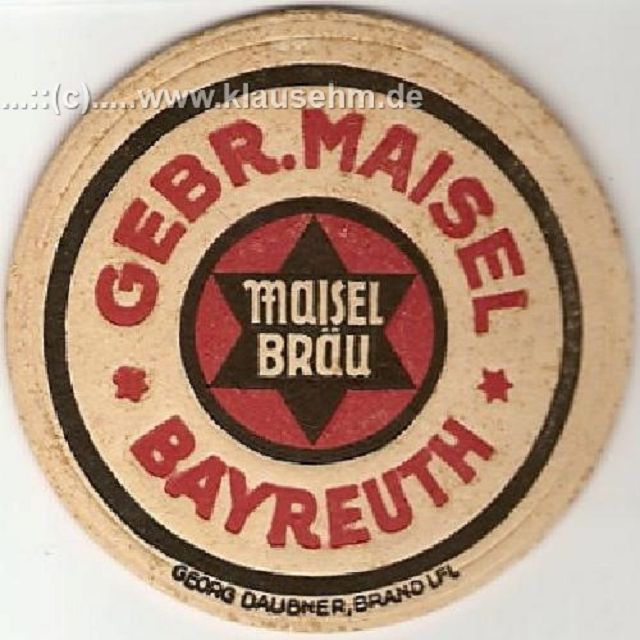 ...::(c).....www.klausehm.de
GEBR. MAISEL
MAISEL
BRÄU
BAYREUTH
GEORG DAUBNER, BRAND